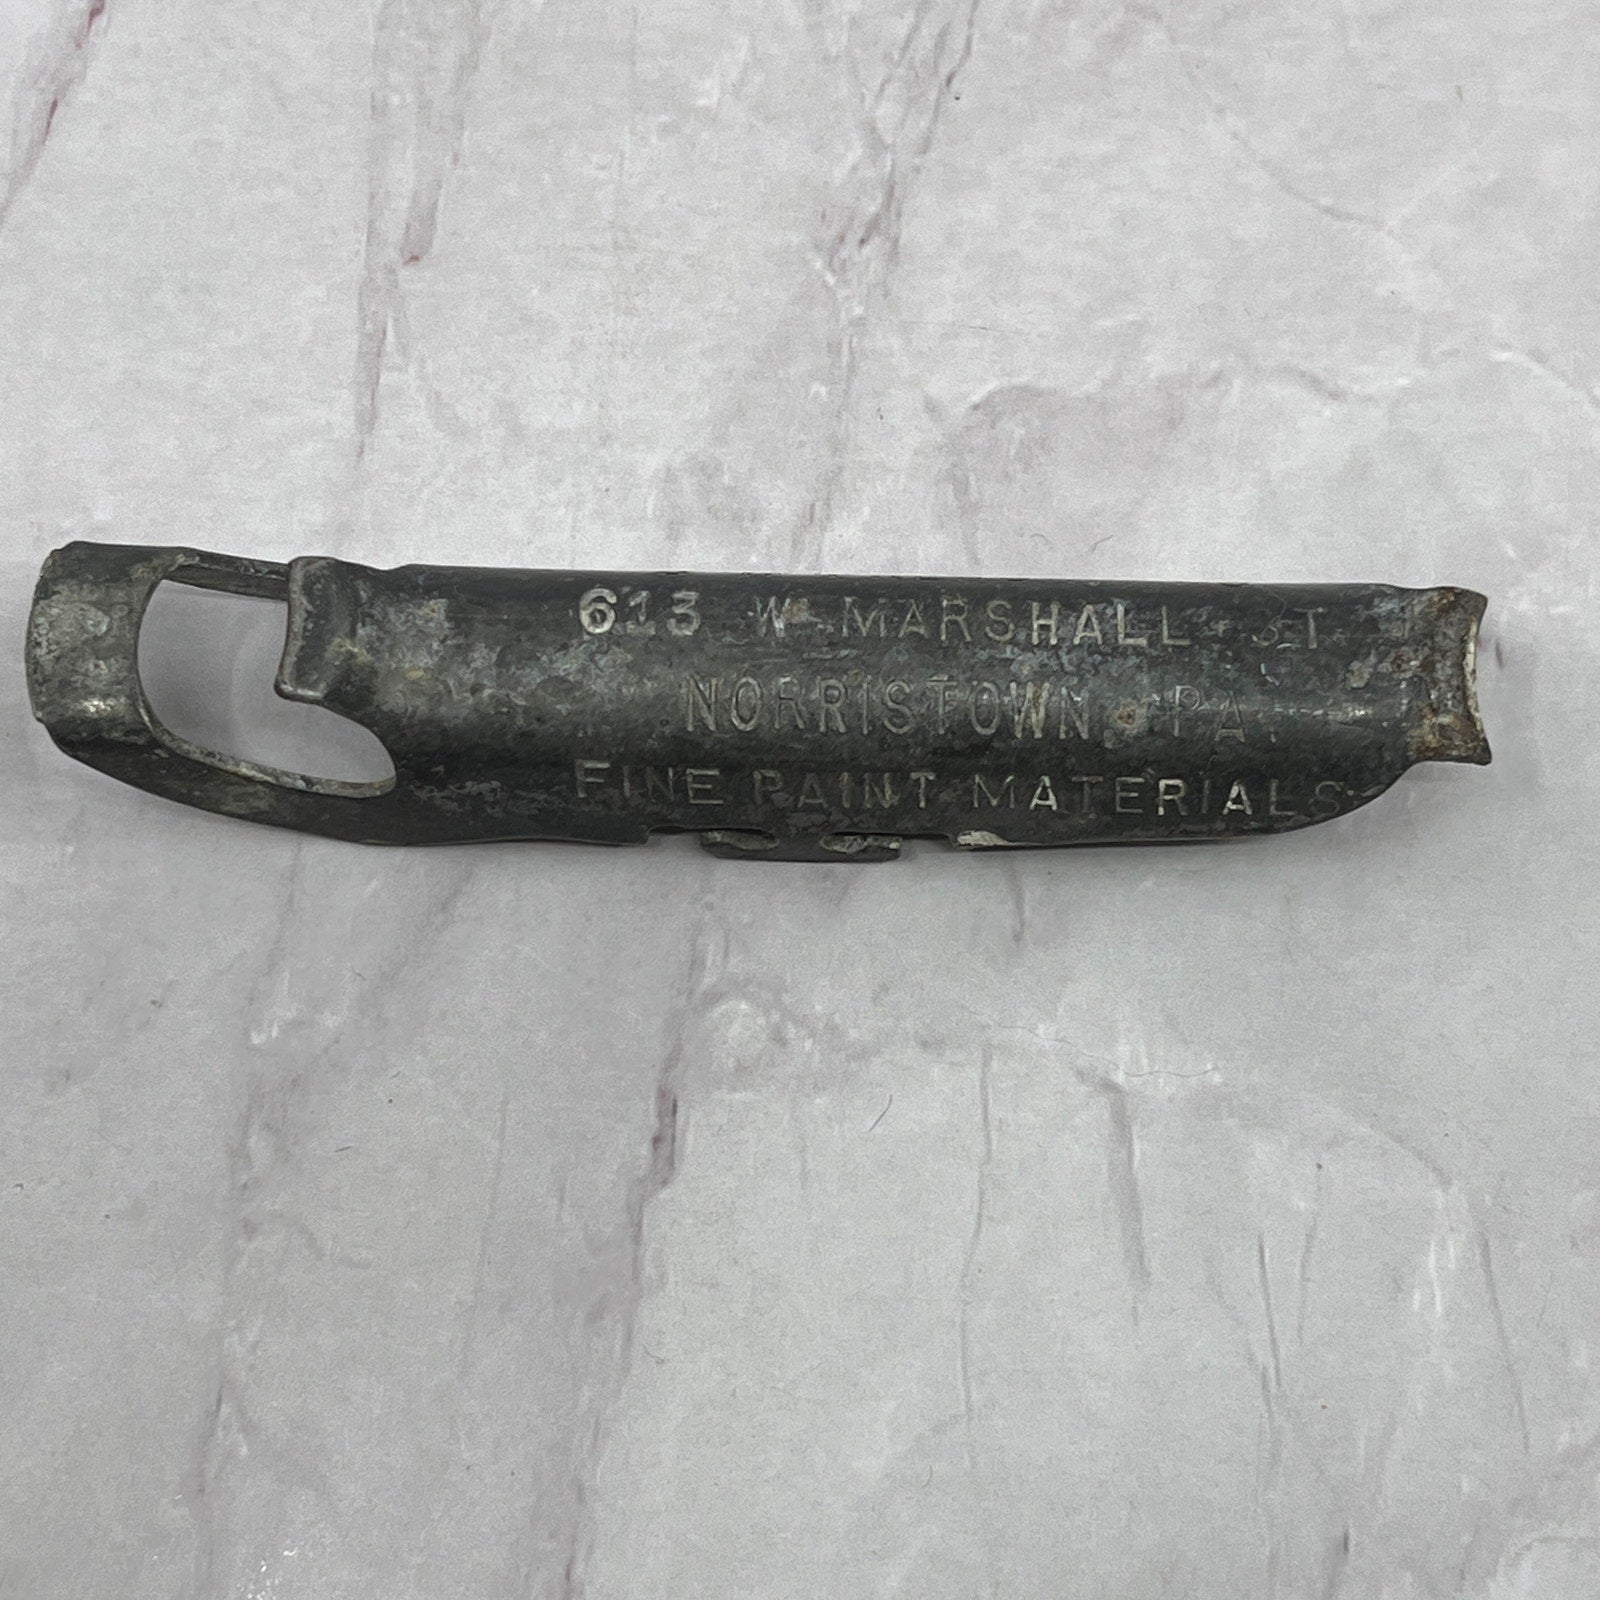 613 W MARSHALL ST
NORRISTOWN, PA.
FINE PAINT MATERIALS